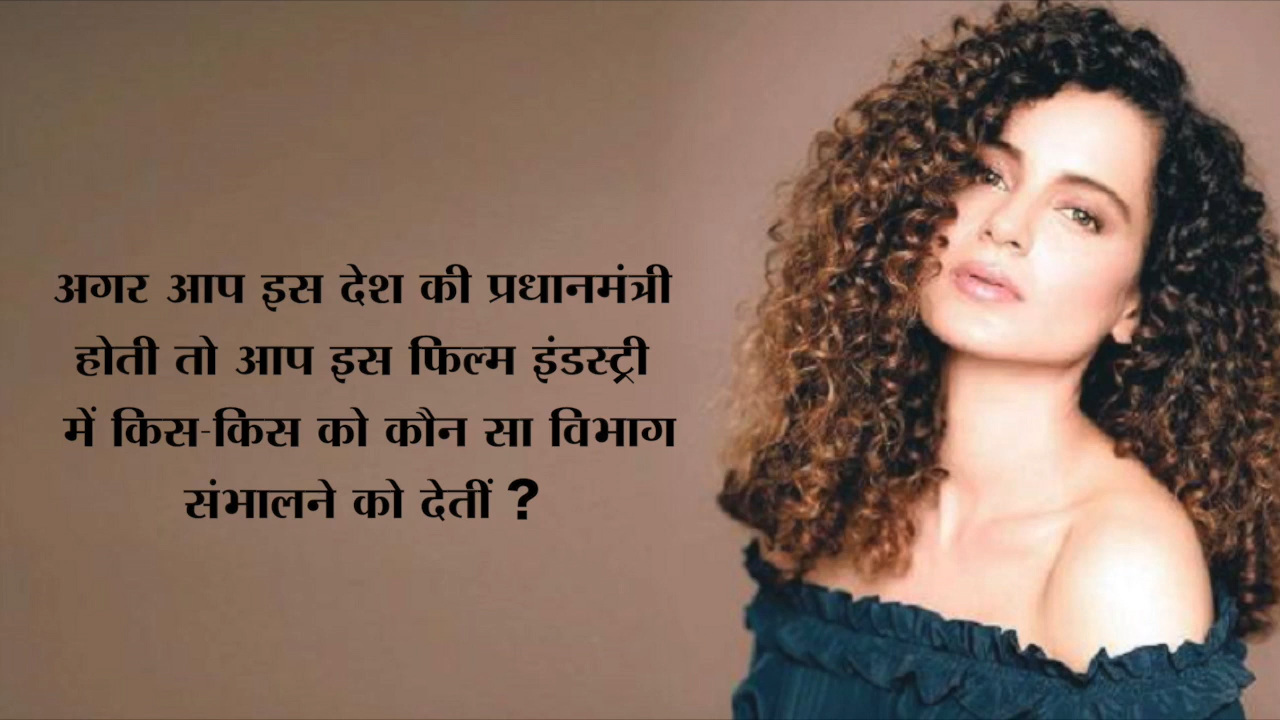 अगर आप इस देश की प्रधानमंत्री
होती तो आप इस फिल्म इंडस्ट्री
में किस-किस को कौन सा विभाग
संभालने को देतीं ?